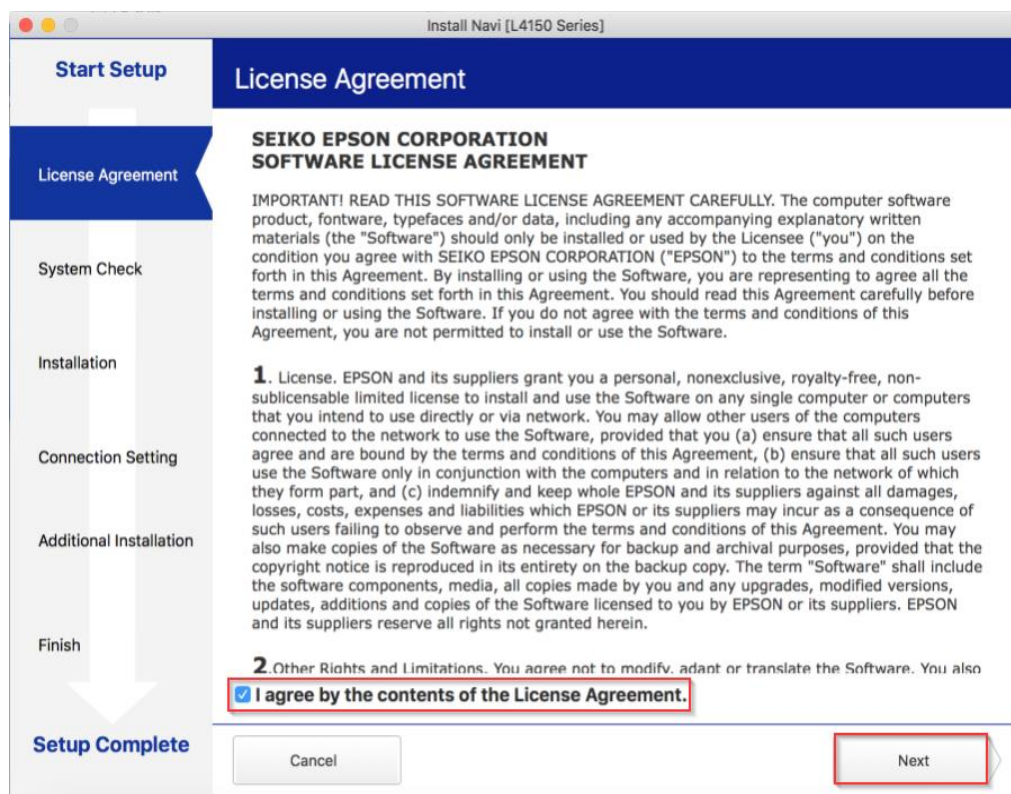 Install Navi [L4150 Series]
Start Setup
License Agreement
System Check
Installation
Connection Setting
Additional Installation
Finish
Setup Complete
License Agreement
SEIKO EPSON CORPORATION
SOFTWARE LICENSE AGREEMENT
IMPORTANT! READ THIS SOFTWARE LICENSE AGREEMENT CAREFULLY. The computer software
product, fontware, typefaces and/or data, including any accompanying explanatory written
materials (the "Software") should only be installed or used by the Licensee ("you") on the
condition you agree with SEIKO EPSON CORPORATION ("EPSON") to the terms and conditions set
forth in this Agreement. By installing or using the Software, you are representing to agree all the
terms and conditions set forth in this Agreement. You should read this Agreement carefully before
installing or using the Software. If you do not agree with the terms and conditions of this
Agreement, you are not permitted to install or use the Software.
1. License. EPSON and its suppliers grant you a personal, nonexclusive, royalty-free, non-
sublicensable limited license to install and use the Software on any single computer or computers
that you intend to use directly or via network. You may allow other users of the computers
connected to the network to use the Software, provided that you (a) ensure that all such users
agree and are bound by the terms and conditions of this Agreement, (b) ensure that all such users
use the Software only in conjunction with the computers and in relation to the network of which
they form part, and (c) indemnify and keep whole EPSON and its suppliers against all damages,
losses, costs, expenses and liabilities which EPSON or its suppliers may incur as a consequence of
such users failing to observe and perform the terms and conditions of this Agreement. You may
also make copies of the Software as necessary for backup and archival purposes, provided that the
copyright notice is reproduced in its entirety on the backup copy. The term "Software" shall include
the software components, media, all copies made by you and any upgrades, modified versions,
updates, additions and copies of the Software licensed to you by EPSON or its suppliers. EPSON
and its suppliers reserve all rights not granted herein.
2.Other Rights and Limitations. You agree not to modify, adapt or translate the Software. You also
I agree by the contents of the License Agreement.
Cancel
Next